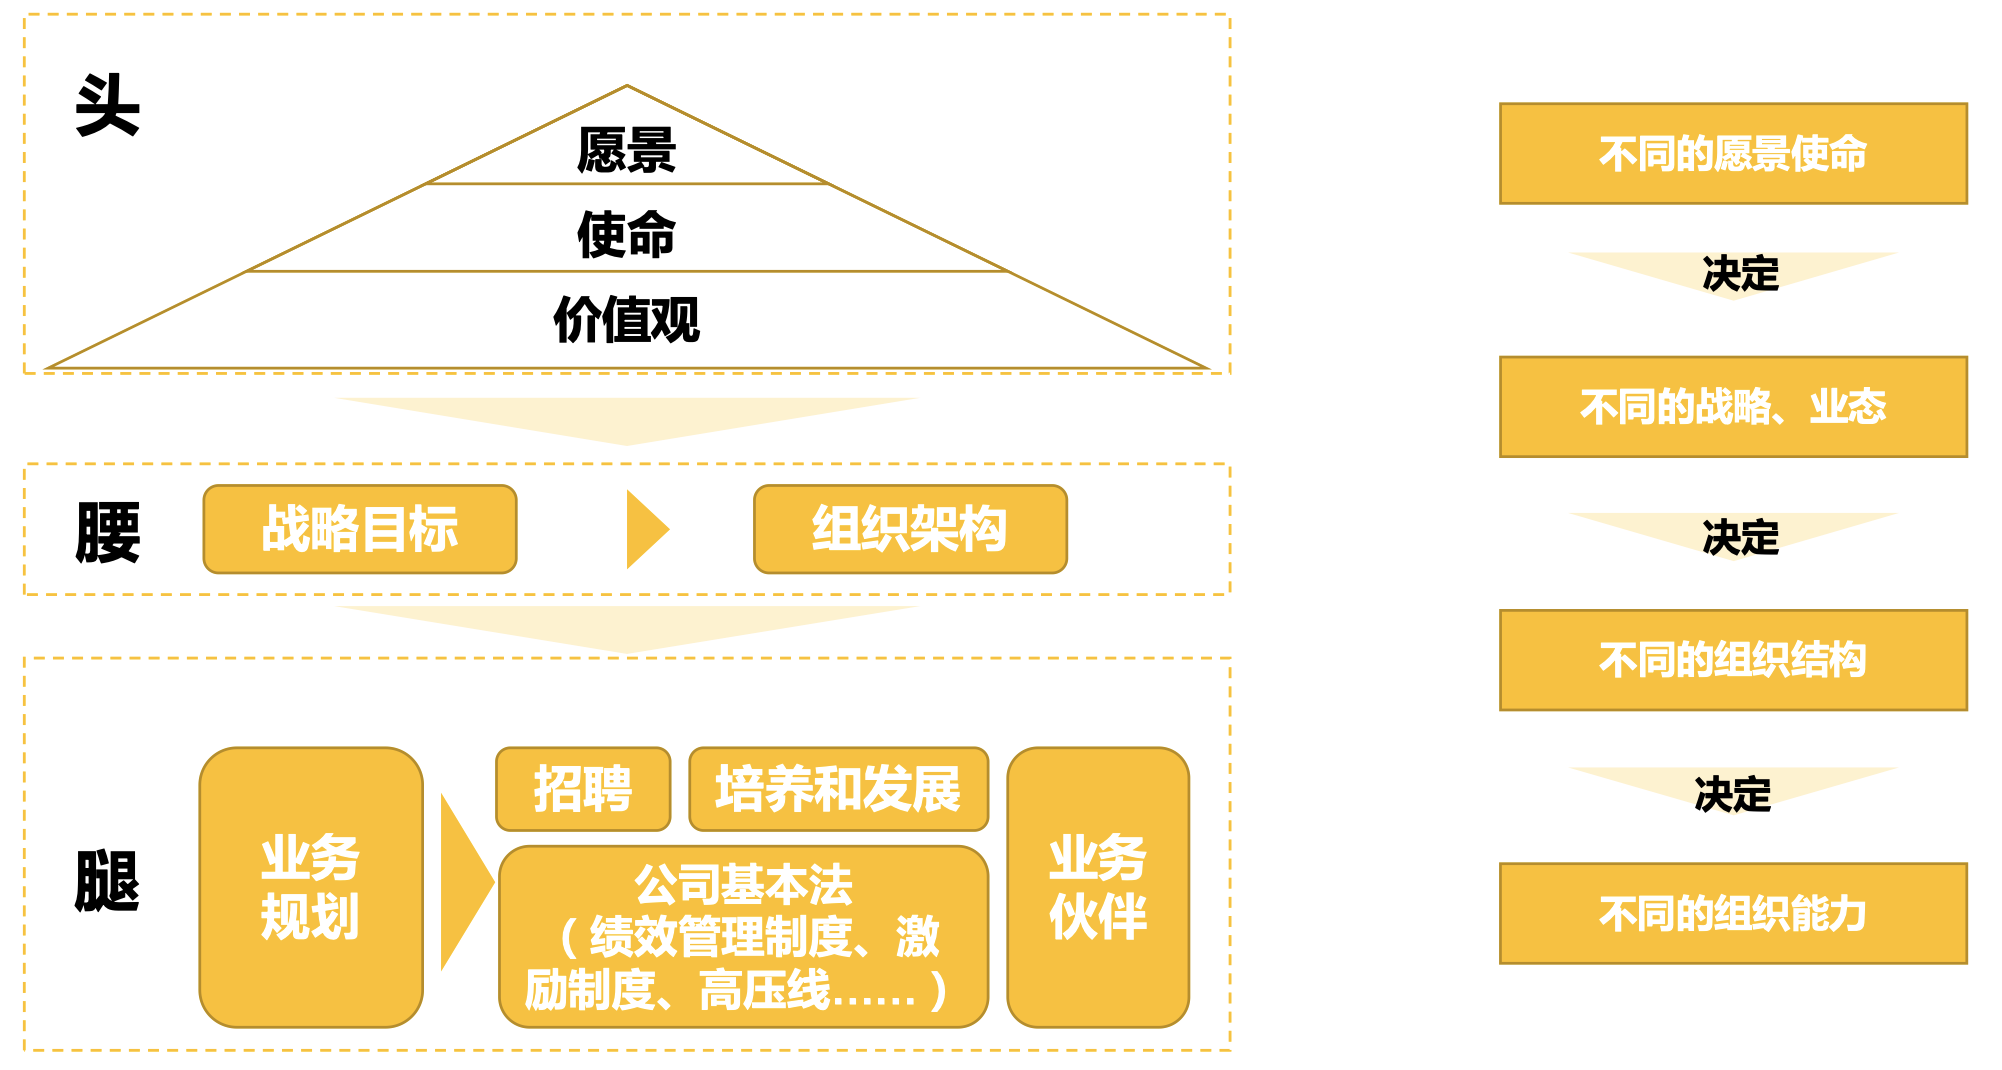 头
愿景
使命
价值观
腰
战略目标
组织架构
腿
业务
规划
招聘
培养和发展
公司基本法
（绩效管理制度、激
励制度、高压线……）
业务
伙伴
不同的愿景使命
决定
不同的战略、业态
决定
不同的组织结构
决定
不同的组织能力